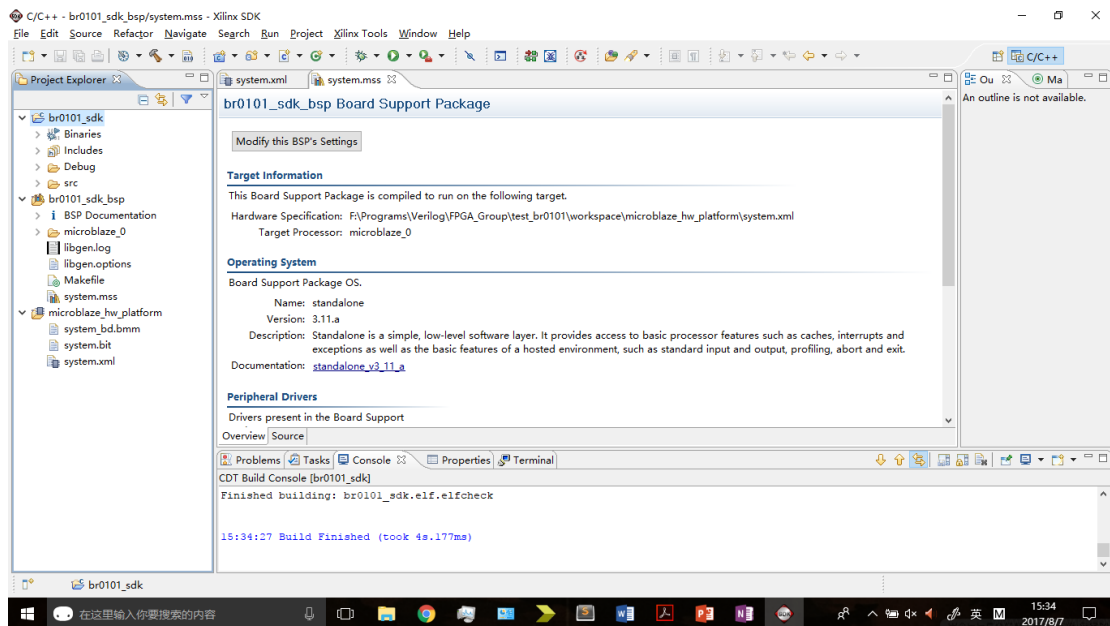 C/C++ - br0101_sdk_bsp/system.mss - Xilinx SDK
File Edit Source Refactor Navigate Search Run Project Xilinx Tools Window Help
C/C++
Project Explorer
system.xml
system.mss
Ou
Ma
br0101_sdk
Binaries
Includes
Debug
src
br0101_sdk_bsp
BSP Documentation
microblaze_0
libgen.log
libgen.options
Makefile
system.mss
microblaze_hw_platform
system_bd.bmm
system.bit
system.xml
br0101_sdk_bsp Board Support Package
Modify this BSP's Settings
Target Information
This Board Support Package is compiled to run on the following target.
Hardware Specification: F:\Programs\Verilog\FPGA_Group\test_br0101\workspace\microblaze_hw_platform\system.xml
Target Processor: microblaze_0
Operating System
Board Support Package OS.
Name: standalone
Version: 3.11.a
Description: Standalone is a simple, low-level software layer. It provides access to basic processor features such as caches, interrupts and
exceptions as well as the basic features of a hosted environment, such as standard input and output, profiling, abort and exit.
Documentation: standalone_v3_11_a
Peripheral Drivers
Drivers present in the Board Support
Overview Source
An outline is not available.
Problems Tasks Console Properties Terminal
CDT Build Console [br0101_sdk]
Finished building: br0101_sdk.elf.elfcheck
15:34:27 Build Finished (took 4s.177ms)
br0101_sdk
在这里输入你要搜索的内容
英
M
15:34
2017/8/7